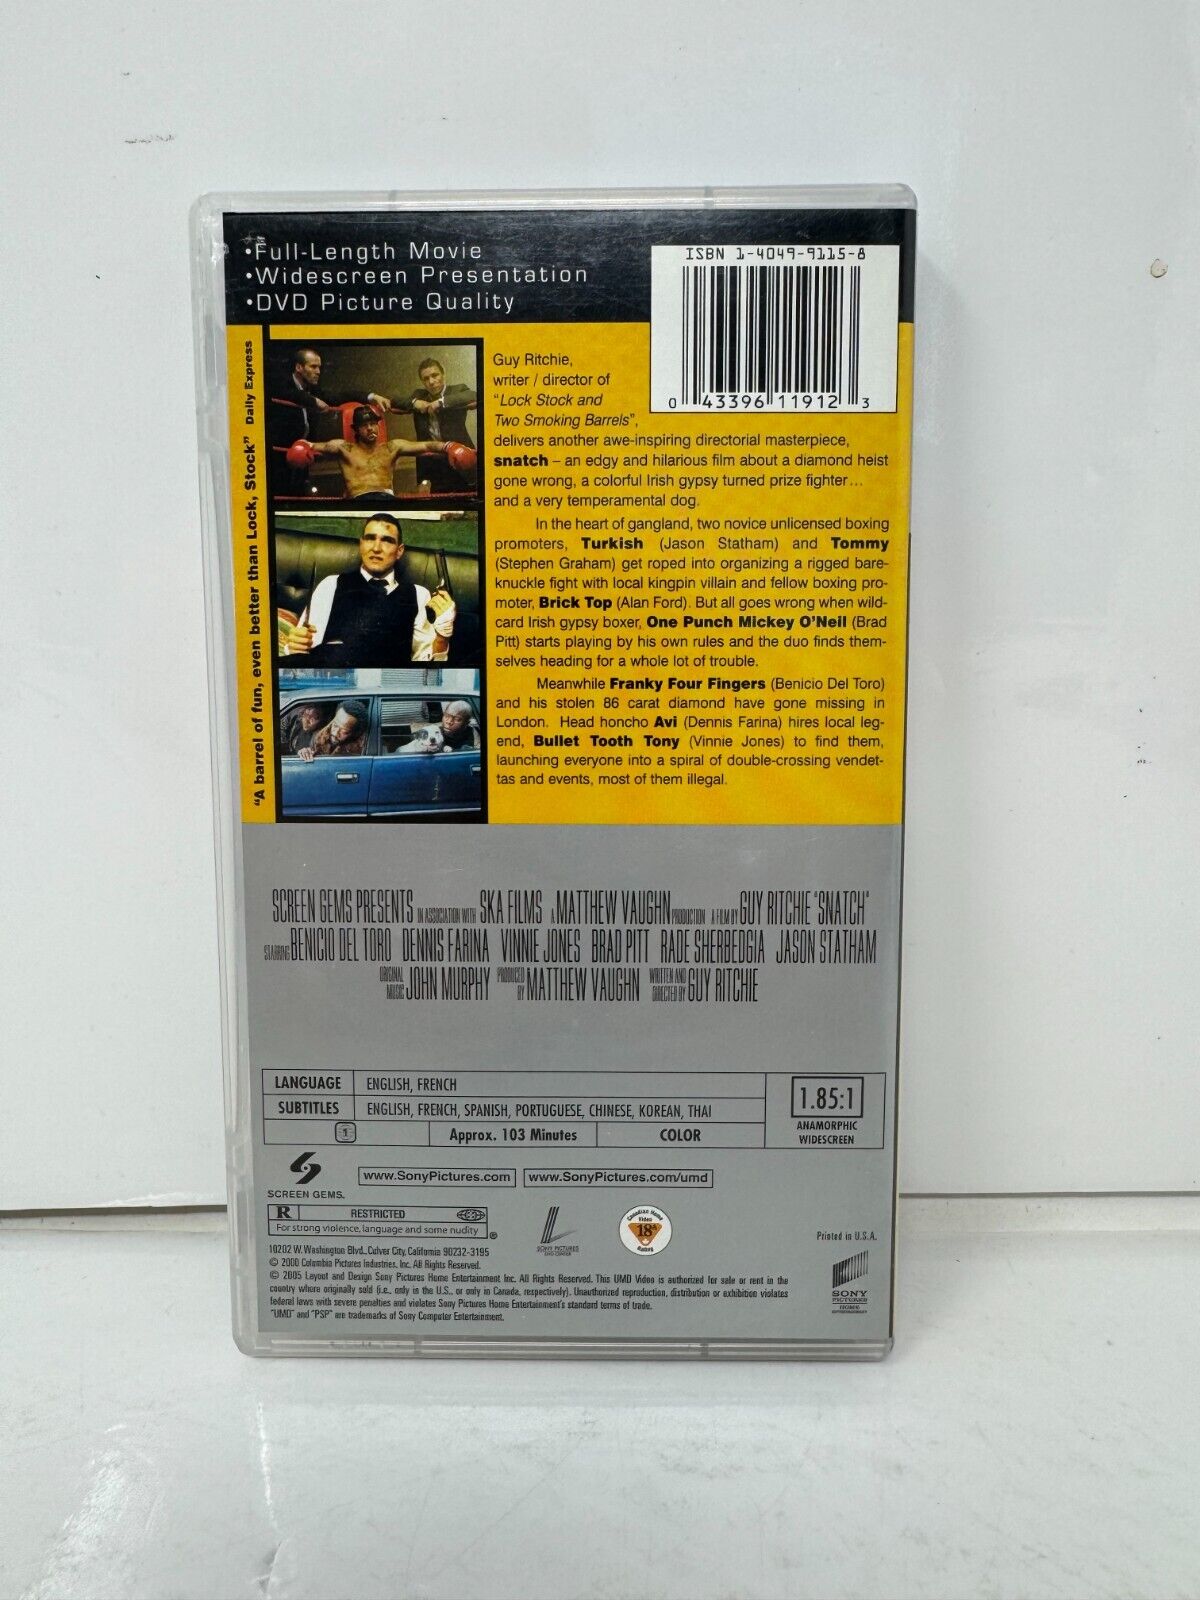 •Full-Length Movie
•Widescreen Presentation
•DVD Picture Quality
ISBN 1-4049-9115-8
0 43396 11912 3
"A barrel of fun, even better than Lock, Stock" Daily Express
Guy Ritchie,
writer / director of
"Lock Stock and
Two Smoking Barrels",
delivers another awe-inspiring directorial masterpiece,
snatch – an edgy and hilarious film about a diamond heist
gone wrong, a colorful Irish gypsy turned prize fighter...
and a very temperamental dog.
In the heart of gangland, two novice unlicensed boxing
promoters, Turkish (Jason Statham) and Tommy
(Stephen Graham) get roped into organizing a rigged bare-
knuckle fight with local kingpin villain and fellow boxing pro-
moter, Brick Top (Alan Ford). But all goes wrong when wild-
card Irish gypsy boxer, One Punch Mickey O'Neil (Brad
Pitt) starts playing by his own rules and the duo finds them-
selves heading for a whole lot of trouble.
Meanwhile Franky Four Fingers (Benicio Del Toro)
and his stolen 86 carat diamond have gone missing in
London. Head honcho Avi (Dennis Farina) hires local leg-
end, Bullet Tooth Tony (Vinnie Jones) to find them,
launching everyone into a spiral of double-crossing vendet-
tas and events, most of them illegal.
SCREEN GEMS PRESENTS IN ASSOCIATION WITH SKA FILMS A MATTHEW VAUGHN PRODUCTION A FILM BY GUY RITCHIE "SNATCH"
STARRING BENICIO DEL TORO DENNIS FARINA VINNIE JONES BRAD PITT RADE SHERBEDGIA JASON STATHAM
ORIGINAL MUSIC JOHN MURPHY PRODUCED BY MATTHEW VAUGHN WRITTEN AND DIRECTED BY GUY RITCHIE
LANGUAGE ENGLISH, FRENCH
SUBTITLES ENGLISH, FRENCH, SPANISH, PORTUGUESE, CHINESE, KOREAN, THAI
1 Approx. 103 Minutes COLOR
1.85:1
ANAMORPHIC
WIDESCREEN
SCREEN GEMS.
www.SonyPictures.com www.SonyPictures.com/umd
R RESTRICTED
For strong violence, language and some nudity
®
SONY PICTURES
DVD CENTER
Canadian Home
Video
18A
Rating
Printed in U.S.A.
SONY
PICTURES
HOME
10202 W. Washington Blvd., Culver City, California 90232-3195
© 2000 Columbia Pictures Industries, Inc. All Rights Reserved.
© 2005 Layout and Design Sony Pictures Home Entertainment Inc. All Rights Reserved. This UMD Video is authorized for sale or rent in the
country where originally sold (i.e., only in the U.S., or only in Canada, respectively). Unauthorized reproduction, distribution or exhibition violates
federal laws with severe penalties and violates Sony Pictures Home Entertainment's standard terms of trade.
"UMD" and "PSP" are trademarks of Sony Computer Entertainment.